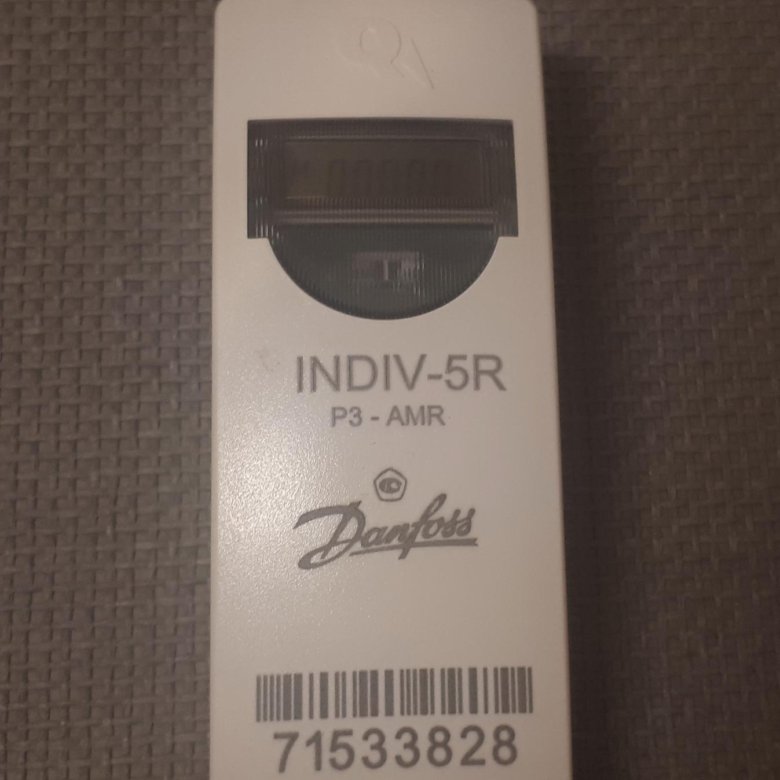 INDIV-5R
P3 - AMR
Danfoss
71533828